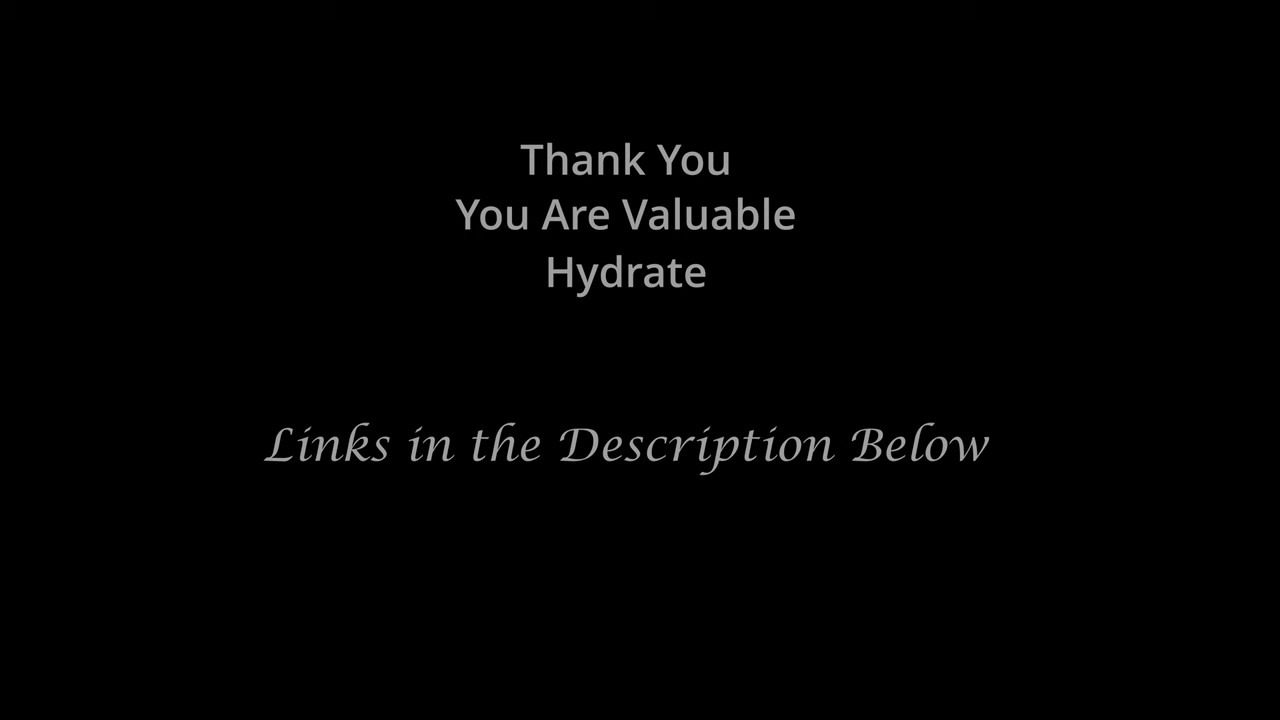 Thank You
You Are Valuable
Hydrate
Links in the Description Below